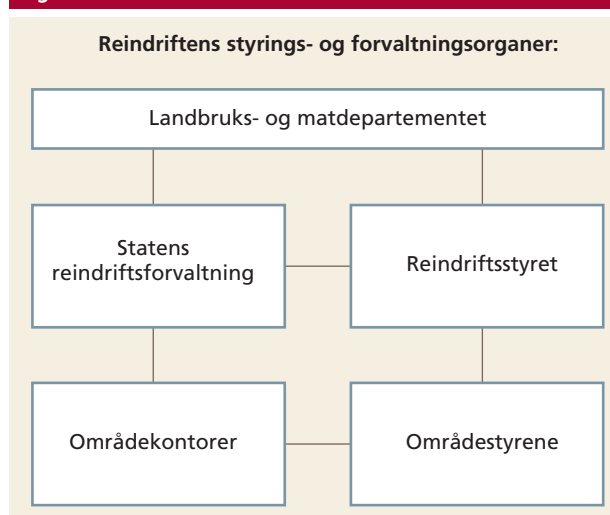 Reindriftens styrings- og forvaltningsorganer:
Landbruks- og matdepartementet
Statens
reindriftsforvaltning
Reindriftsstyret
Områdekontorer
Områdestyrene